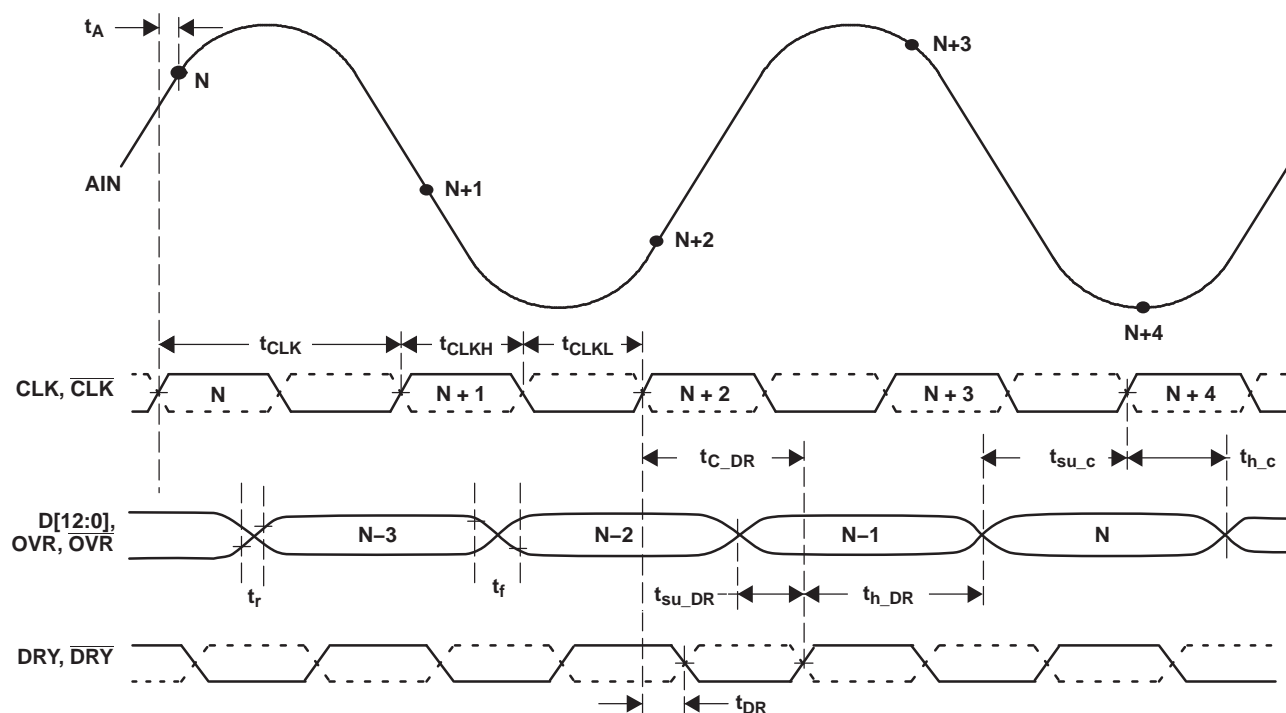 tA
N
N+3
AIN
N+1
N+2
N+4
tCLK tCLKH tCLKL
CLK, CLK N N + 1 N + 2 N + 3 N + 4
tC_DR tsu_c th_c
D[12:0],
OVR, OVR N–3 N–2 N–1 N
tr tf tsu_DR th_DR
DRY, DRY
tDR